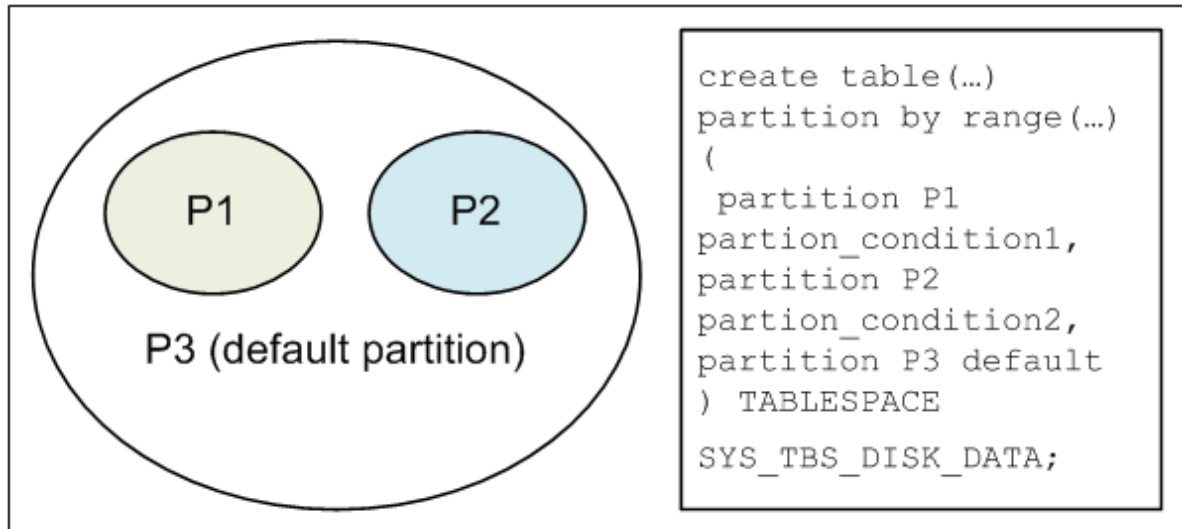 P1
P2
P3 (default partition)
create table(…)
partition by range(…)
(
partition P1
partion_condition1,
partition P2
partion_condition2,
partition P3 default
) TABLESPACE
SYS_TBS_DISK_DATA;